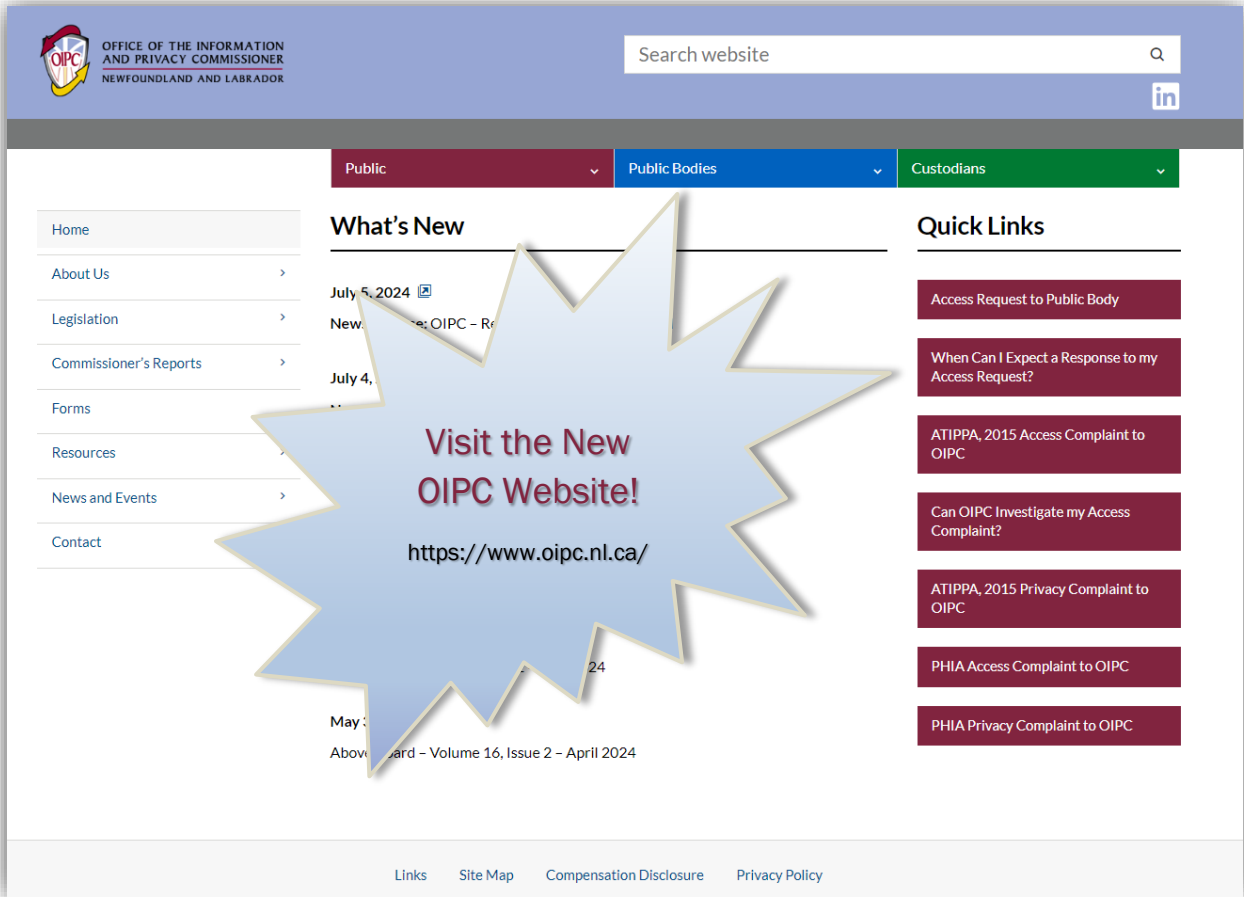 OIPC
OFFICE OF THE INFORMATION
AND PRIVACY COMMISSIONER
NEWFOUNDLAND AND LABRADOR
Search website
in
Public
Public Bodies
Custodians
Home
About Us
Legislation
Commissioner's Reports
Forms
Resources
News and Events
Contact
What's New
July 5, 2024
OIPC –
July 4,
24
May
Volume 16, Issue 2 – April 2024
Visit the New
OIPC Website!
https://www.oipc.nl.ca/
Quick Links
Access Request to Public Body
When Can I Expect a Response to my
Access Request?
ATIPPA, 2015 Access Complaint to
OIPC
Can OIPC Investigate my Access
Complaint?
ATIPPA, 2015 Privacy Complaint to
OIPC
PHIA Access Complaint to OIPC
PHIA Privacy Complaint to OIPC
Links Site Map Compensation Disclosure Privacy Policy